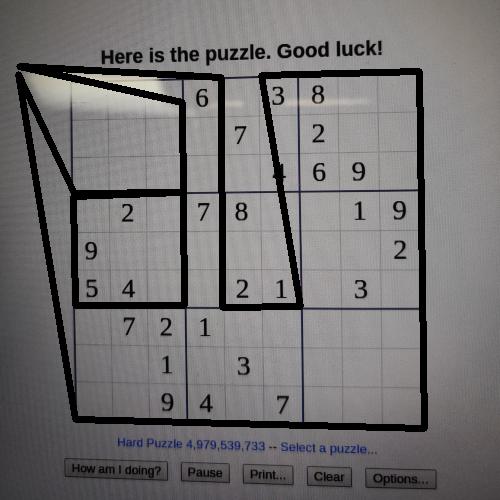 Here is the puzzle. Good luck!
6 3 8
7 2
4 6 9
2 7 8 1 9
9 2
5 4 2 1 3
7 2 1
1 3
9 4 7
Hard Puzzle 4,979,539,733 -- Select a puzzle...
How am I doing? Pause Print... Clear Options...